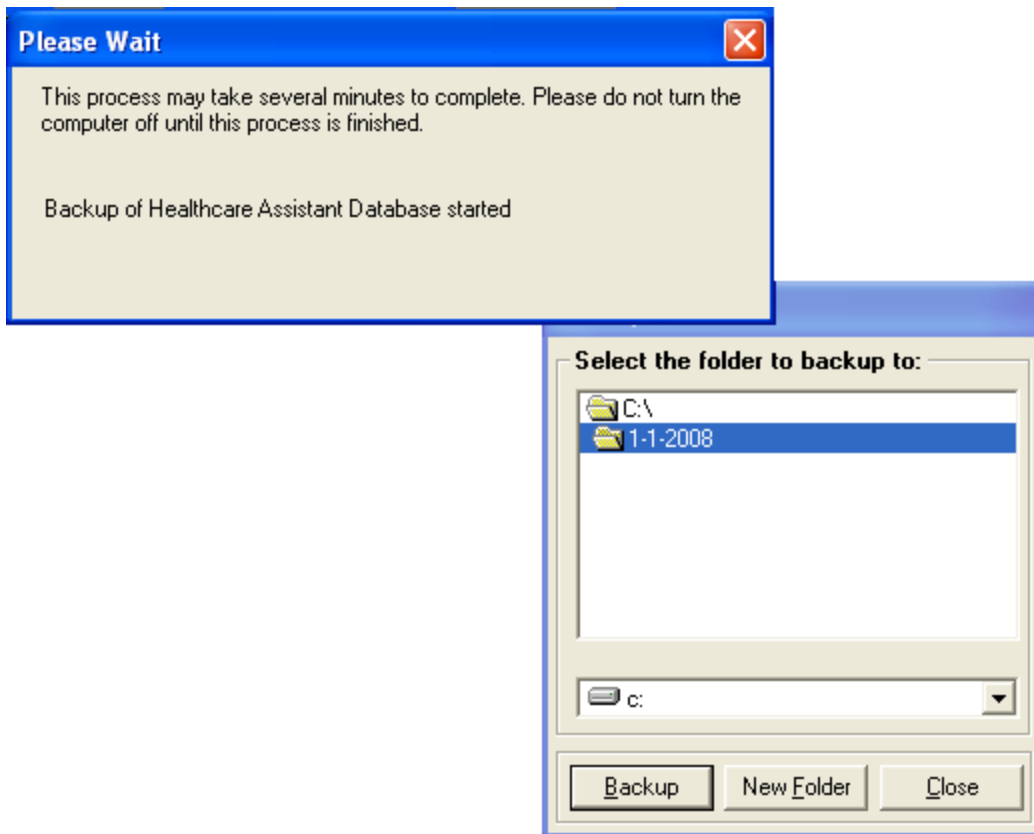 Please Wait
This process may take several minutes to complete. Please do not turn the
computer off until this process is finished.
Backup of Healthcare Assistant Database started
Select the folder to backup to:
C:\
1-1-2008
c:
Backup New Folder Close